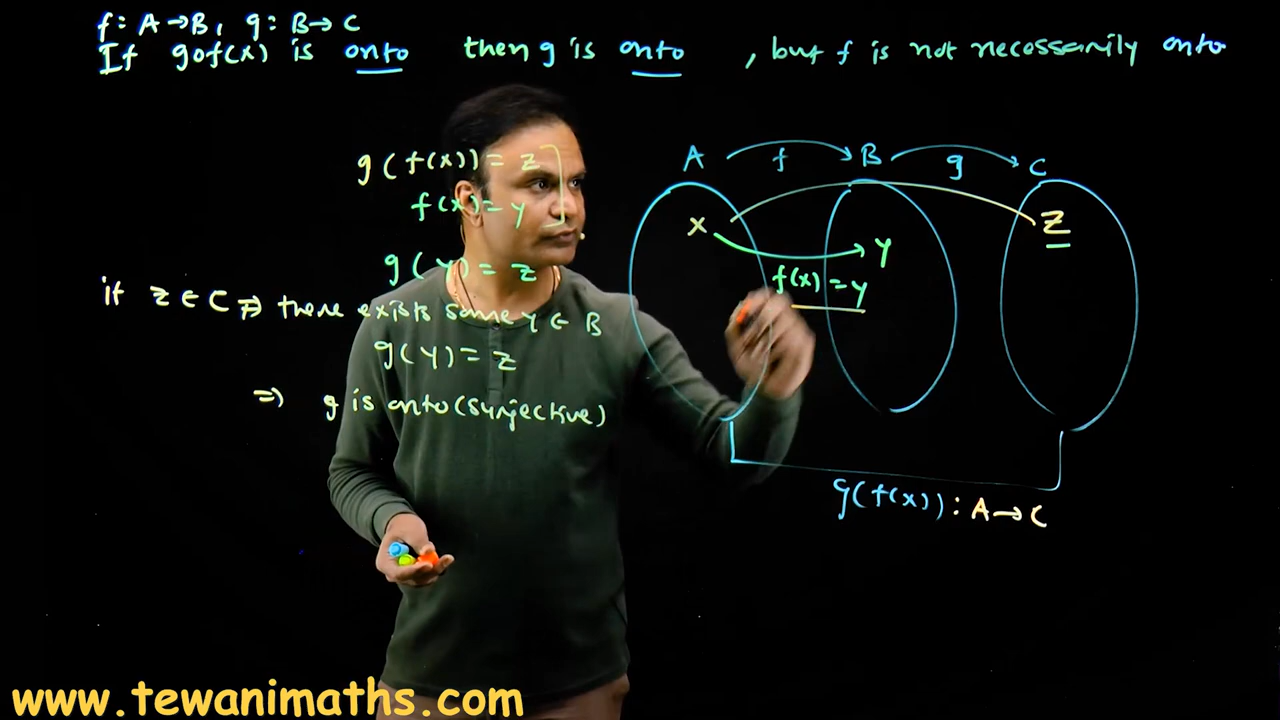 f: A→B, g: B→C
If gof(x) is onto then g is onto , but f is not necessarily onto
g(f(x)) = z
f(x) = y
g(y) = z
if z ∈ C ⇒ there exists some y ∈ B
g(y) = z
⇒ g is onto (surjective)
A f B g C
x y z
f(x) = y
g(f(x)) : A→C
www.tewanimaths.com